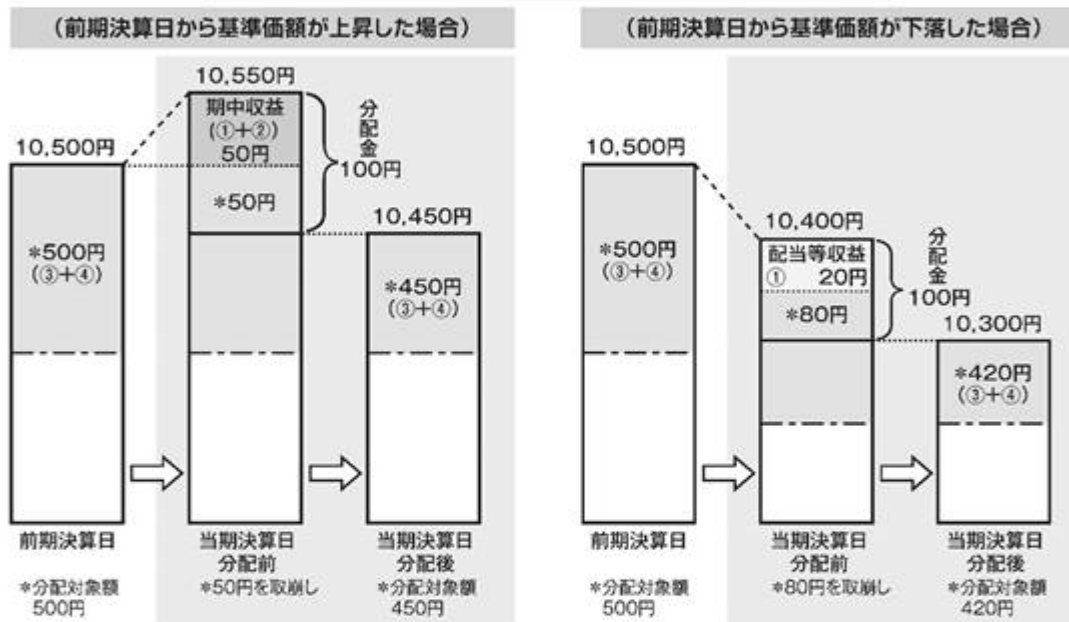 (前期決算日から基準価額が上昇した場合)
10,550円
期中収益
(①+②)
50円
*50円
分配金
100円
10,500円
*500円
(③+④)
10,450円
*450円
(③+④)
前期決算日
*分配対象額
500円
当期決算日
分配前
*50円を取崩し
当期決算日
分配後
*分配対象額
450円
(前期決算日から基準価額が下落した場合)
10,500円
*500円
(③+④)
10,400円
配当等収益
① 20円
*80円
分配金
100円
10,300円
*420円
(③+④)
前期決算日
*分配対象額
500円
当期決算日
分配前
*80円を取崩し
当期決算日
分配後
*分配対象額
420円